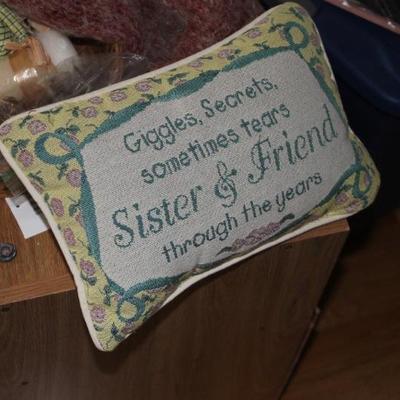 Giggles, Secrets,
sometimes tears
Sister & Friend
through the years